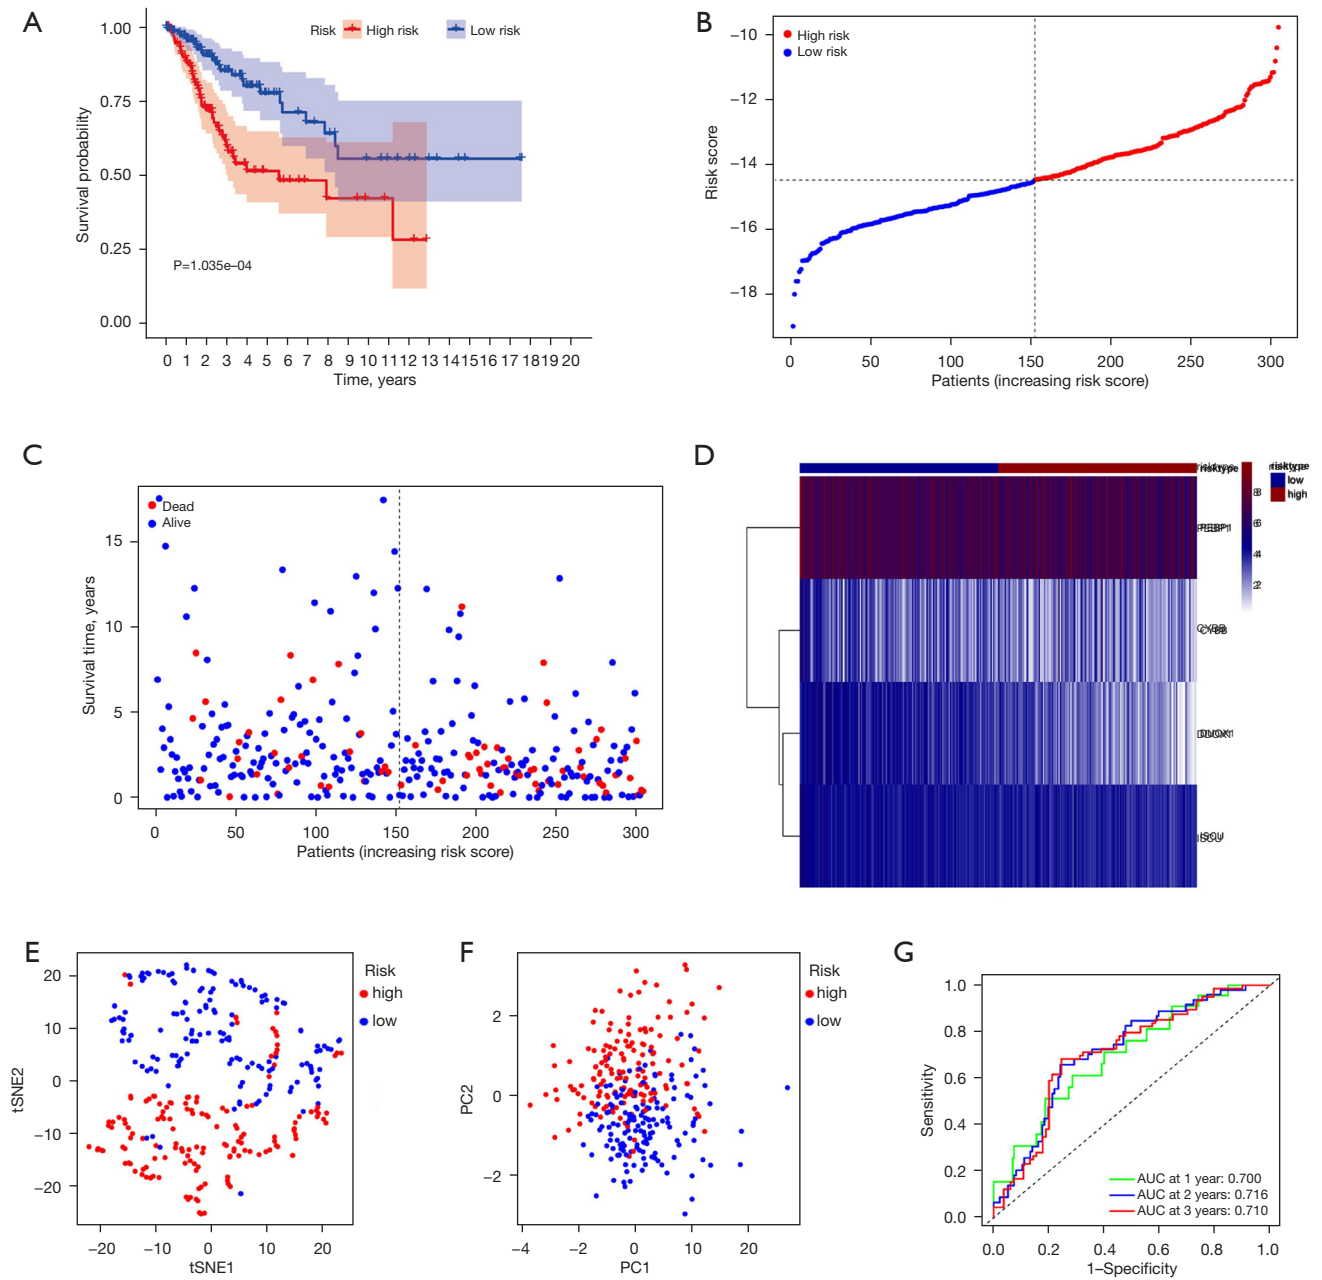 A
Risk High risk Low risk
1.00
0.75
0.50
0.25
0.00
Survival probability
P=1.035e–04
0 1 2 3 4 5 6 7 8 9 10 11 12 13 14 15 16 17 18 19 20
Time, years
B
High risk
Low risk
–10
–12
–14
–16
–18
Risk score
0 50 100 150 200 250 300
Patients (increasing risk score)
C
Dead
Alive
15
10
5
0
Survival time, years
0 50 100 150 200 250 300
Patients (increasing risk score)
D
risktype
risktype
low
high
8
6
4
2
PEBP1
CYBB
DUOX1
ISCU
E
Risk
high
low
20
10
0
–10
–20
tSNE2
–20 –10 0 10 20
tSNE1
F
Risk
high
low
2
0
–2
PC2
–4 –2 0 10 20
PC1
G
1.0
0.8
0.6
0.4
0.2
0.0
Sensitivity
AUC at 1 year: 0.700
AUC at 2 years: 0.716
AUC at 3 years: 0.710
0.0 0.2 0.4 0.6 0.8 1.0
1–Specificity